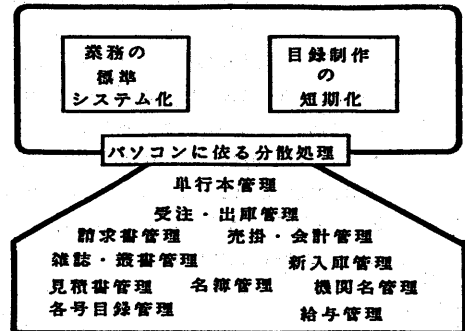 業務の
標準
システム化
目録制作
の
短期化
パソコンに依る分散処理
単行本管理
受注・出庫管理
請求書管理 売掛・会計管理
雑誌・叢書管理 新入庫管理
見積書管理 名簿管理 機関名管理
各号目録管理 給与管理